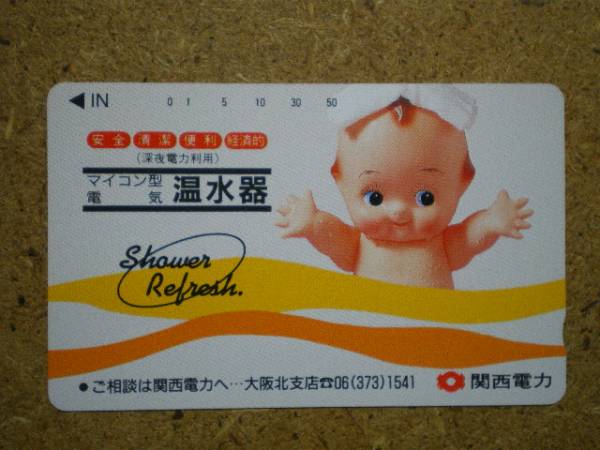 ◀IN 0 1 5 10 30 50
安全 清潔 便利 経済的
(深夜電力利用)
マイコン型
電気 温水器
Shower
Refresh.
●ご相談は関西電力へ…大阪北支店☎06(373)1541 関西電力